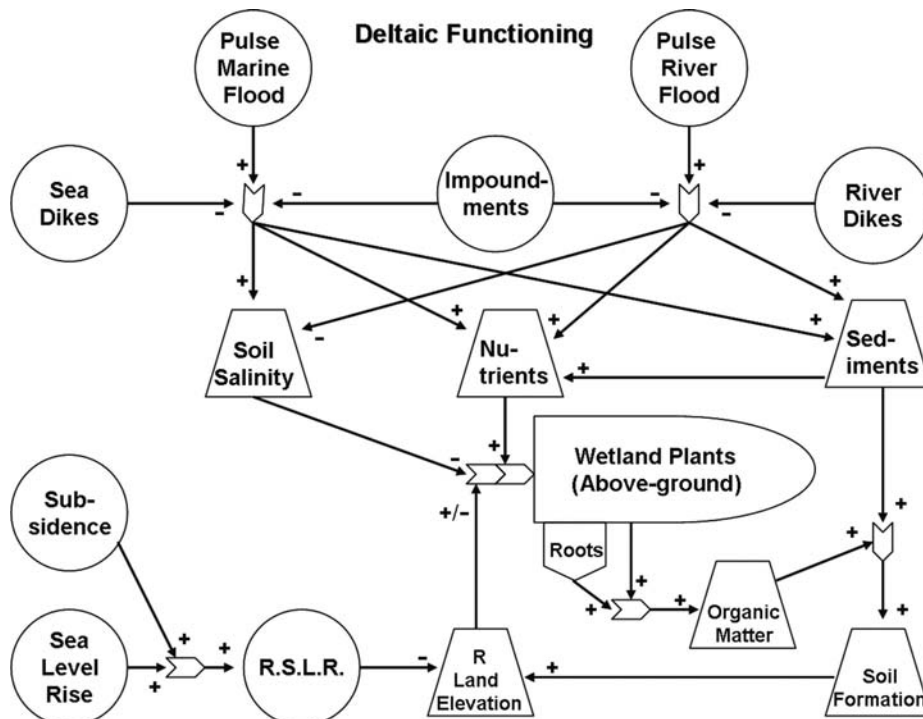 Deltaic Functioning
Pulse
Marine
Flood
Pulse
River
Flood
+
+
Sea
Dikes
-
-
Impound-
ments
-
-
River
Dikes
+
+
+
+
+
-
Soil
Salinity
Nu-
trients
Sed-
iments
+
+
-
Wetland Plants
(Above-ground)
+/-
Sub-
sidence
+
+
Roots
+
+
+
Organic
Matter
+
+
Sea
Level
Rise
+
+
+
R.S.L.R.
-
R
Land
Elevation
+
Soil
Formation